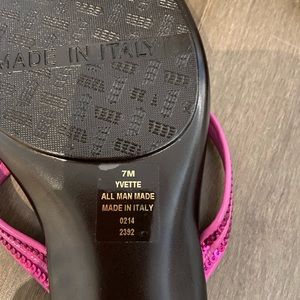 MADE IN ITALY
7M
YVETTE
ALL MAN MADE
MADE IN ITALY
0214
2392